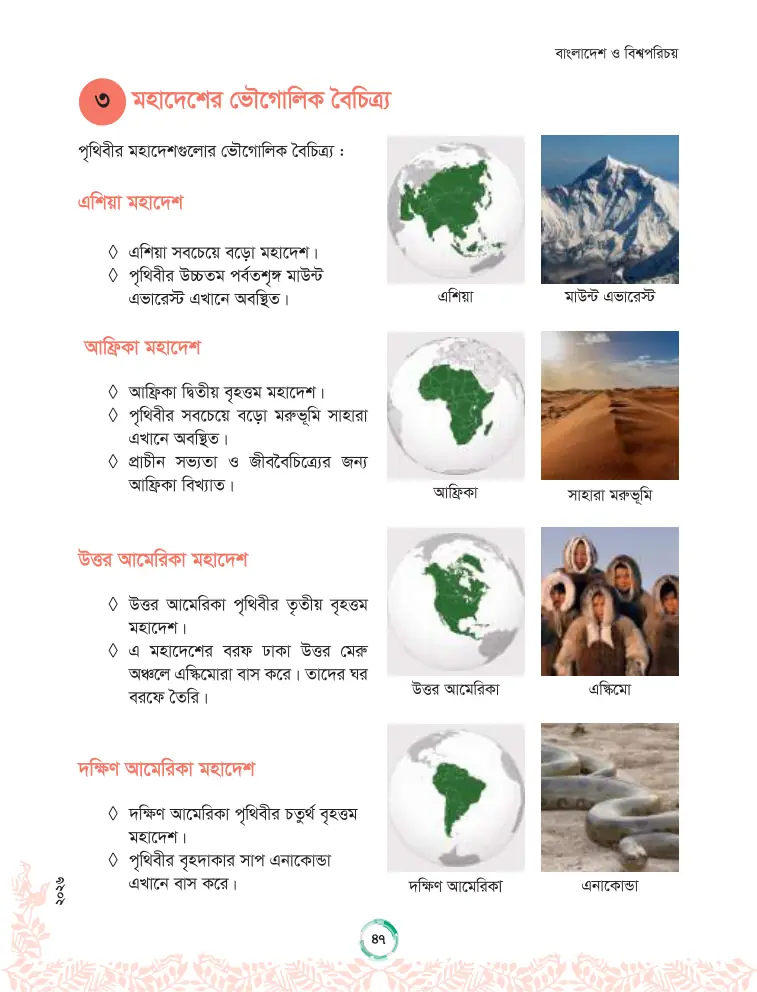 বাংলাদেশ ও বিশ্বপরিচয়
৩ মহাদেশের ভৌগোলিক বৈচিত্র্য
পৃথিবীর মহাদেশগুলোর ভৌগোলিক বৈচিত্র্য :
এশিয়া মহাদেশ
◊ এশিয়া সবচেয়ে বড়ো মহাদেশ।
◊ পৃথিবীর উচ্চতম পর্বতশৃঙ্গ মাউন্ট
এভারেস্ট এখানে অবস্থিত।
এশিয়া
মাউন্ট এভারেস্ট
আফ্রিকা মহাদেশ
◊ আফ্রিকা দ্বিতীয় বৃহত্তম মহাদেশ।
◊ পৃথিবীর সবচেয়ে বড়ো মরুভূমি সাহারা
এখানে অবস্থিত।
◊ প্রাচীন সভ্যতা ও জীববৈচিত্র্যের জন্য
আফ্রিকা বিখ্যাত।
আফ্রিকা
সাহারা মরুভূমি
উত্তর আমেরিকা মহাদেশ
◊ উত্তর আমেরিকা পৃথিবীর তৃতীয় বৃহত্তম
মহাদেশ।
◊ এ মহাদেশের বরফ ঢাকা উত্তর মেরু
অঞ্চলে এস্কিমোরা বাস করে। তাদের ঘর
বরফে তৈরি।
উত্তর আমেরিকা
এস্কিমো
দক্ষিণ আমেরিকা মহাদেশ
◊ দক্ষিণ আমেরিকা পৃথিবীর চতুর্থ বৃহত্তম
মহাদেশ।
◊ পৃথিবীর বৃহদাকার সাপ এনাকোন্ডা
এখানে বাস করে।
দক্ষিণ আমেরিকা
এনাকোন্ডা
২০২৬
৪৭